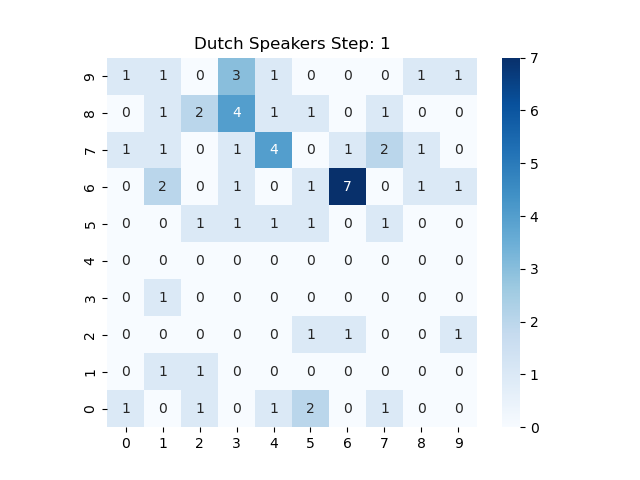 Dutch Speakers Step: 1
9 1 1 0 3 1 0 0 0 1 1
8 0 1 2 4 1 1 0 1 0 0
7 1 1 0 1 4 0 1 2 1 0
6 0 2 0 1 0 1 7 0 1 1
5 0 0 1 1 1 1 0 1 0 0
4 0 0 0 0 0 0 0 0 0 0
3 0 1 0 0 0 0 0 0 0 0
2 0 0 0 0 0 1 1 0 0 1
1 0 1 1 0 0 0 0 0 0 0
0 1 0 1 0 1 2 0 1 0 0
0 1 2 3 4 5 6 7 8 9
7
6
5
4
3
2
1
0